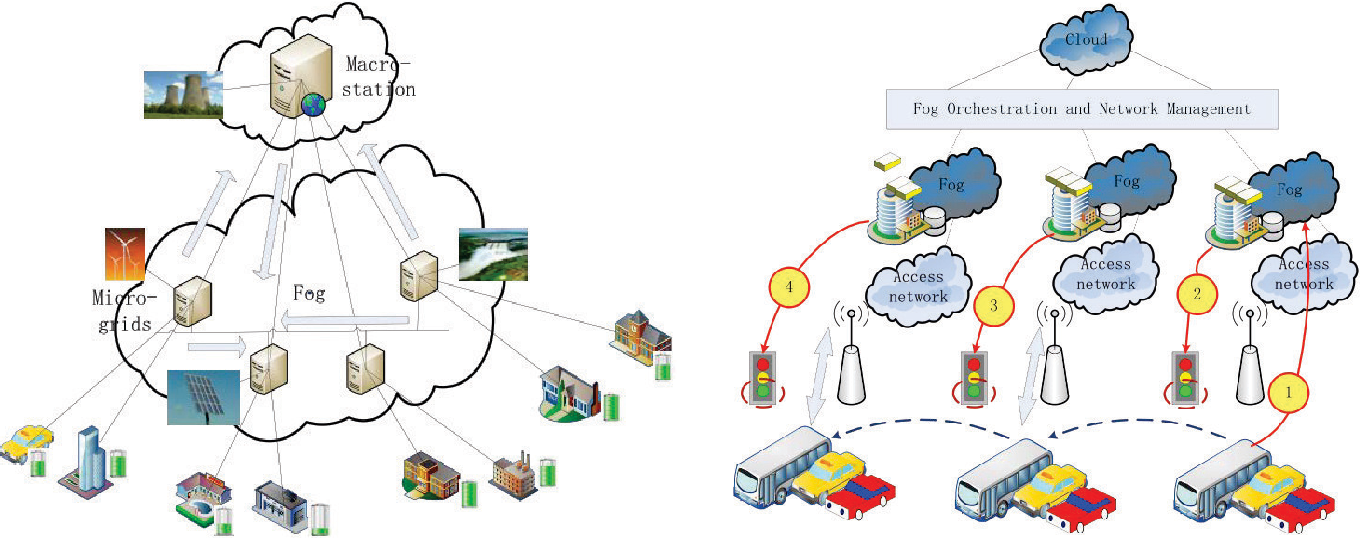 Macro-
station
Fog
Micro-
grids
Cloud
Fog Orchestration and Network Management
Fog
Fog
Fog
Access
network
Access
network
Access
network
4
3
2
1